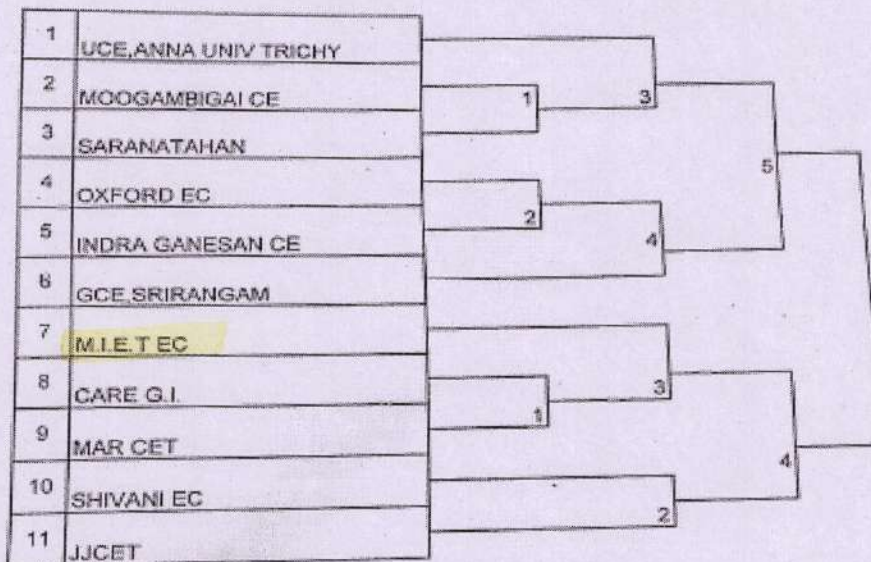 1 UCE,ANNA UNIV TRICHY
2 MOOGAMBIGAI CE
3 SARANATAHAN
4 OXFORD EC
5 INDRA GANESAN CE
6 GCE,SRIRANGAM
7 M.I.E.T EC
8 CARE G.I.
9 MAR CET
10 SHIVANI EC
11 JJCET
1
3
2
4
5
3
1
2
4